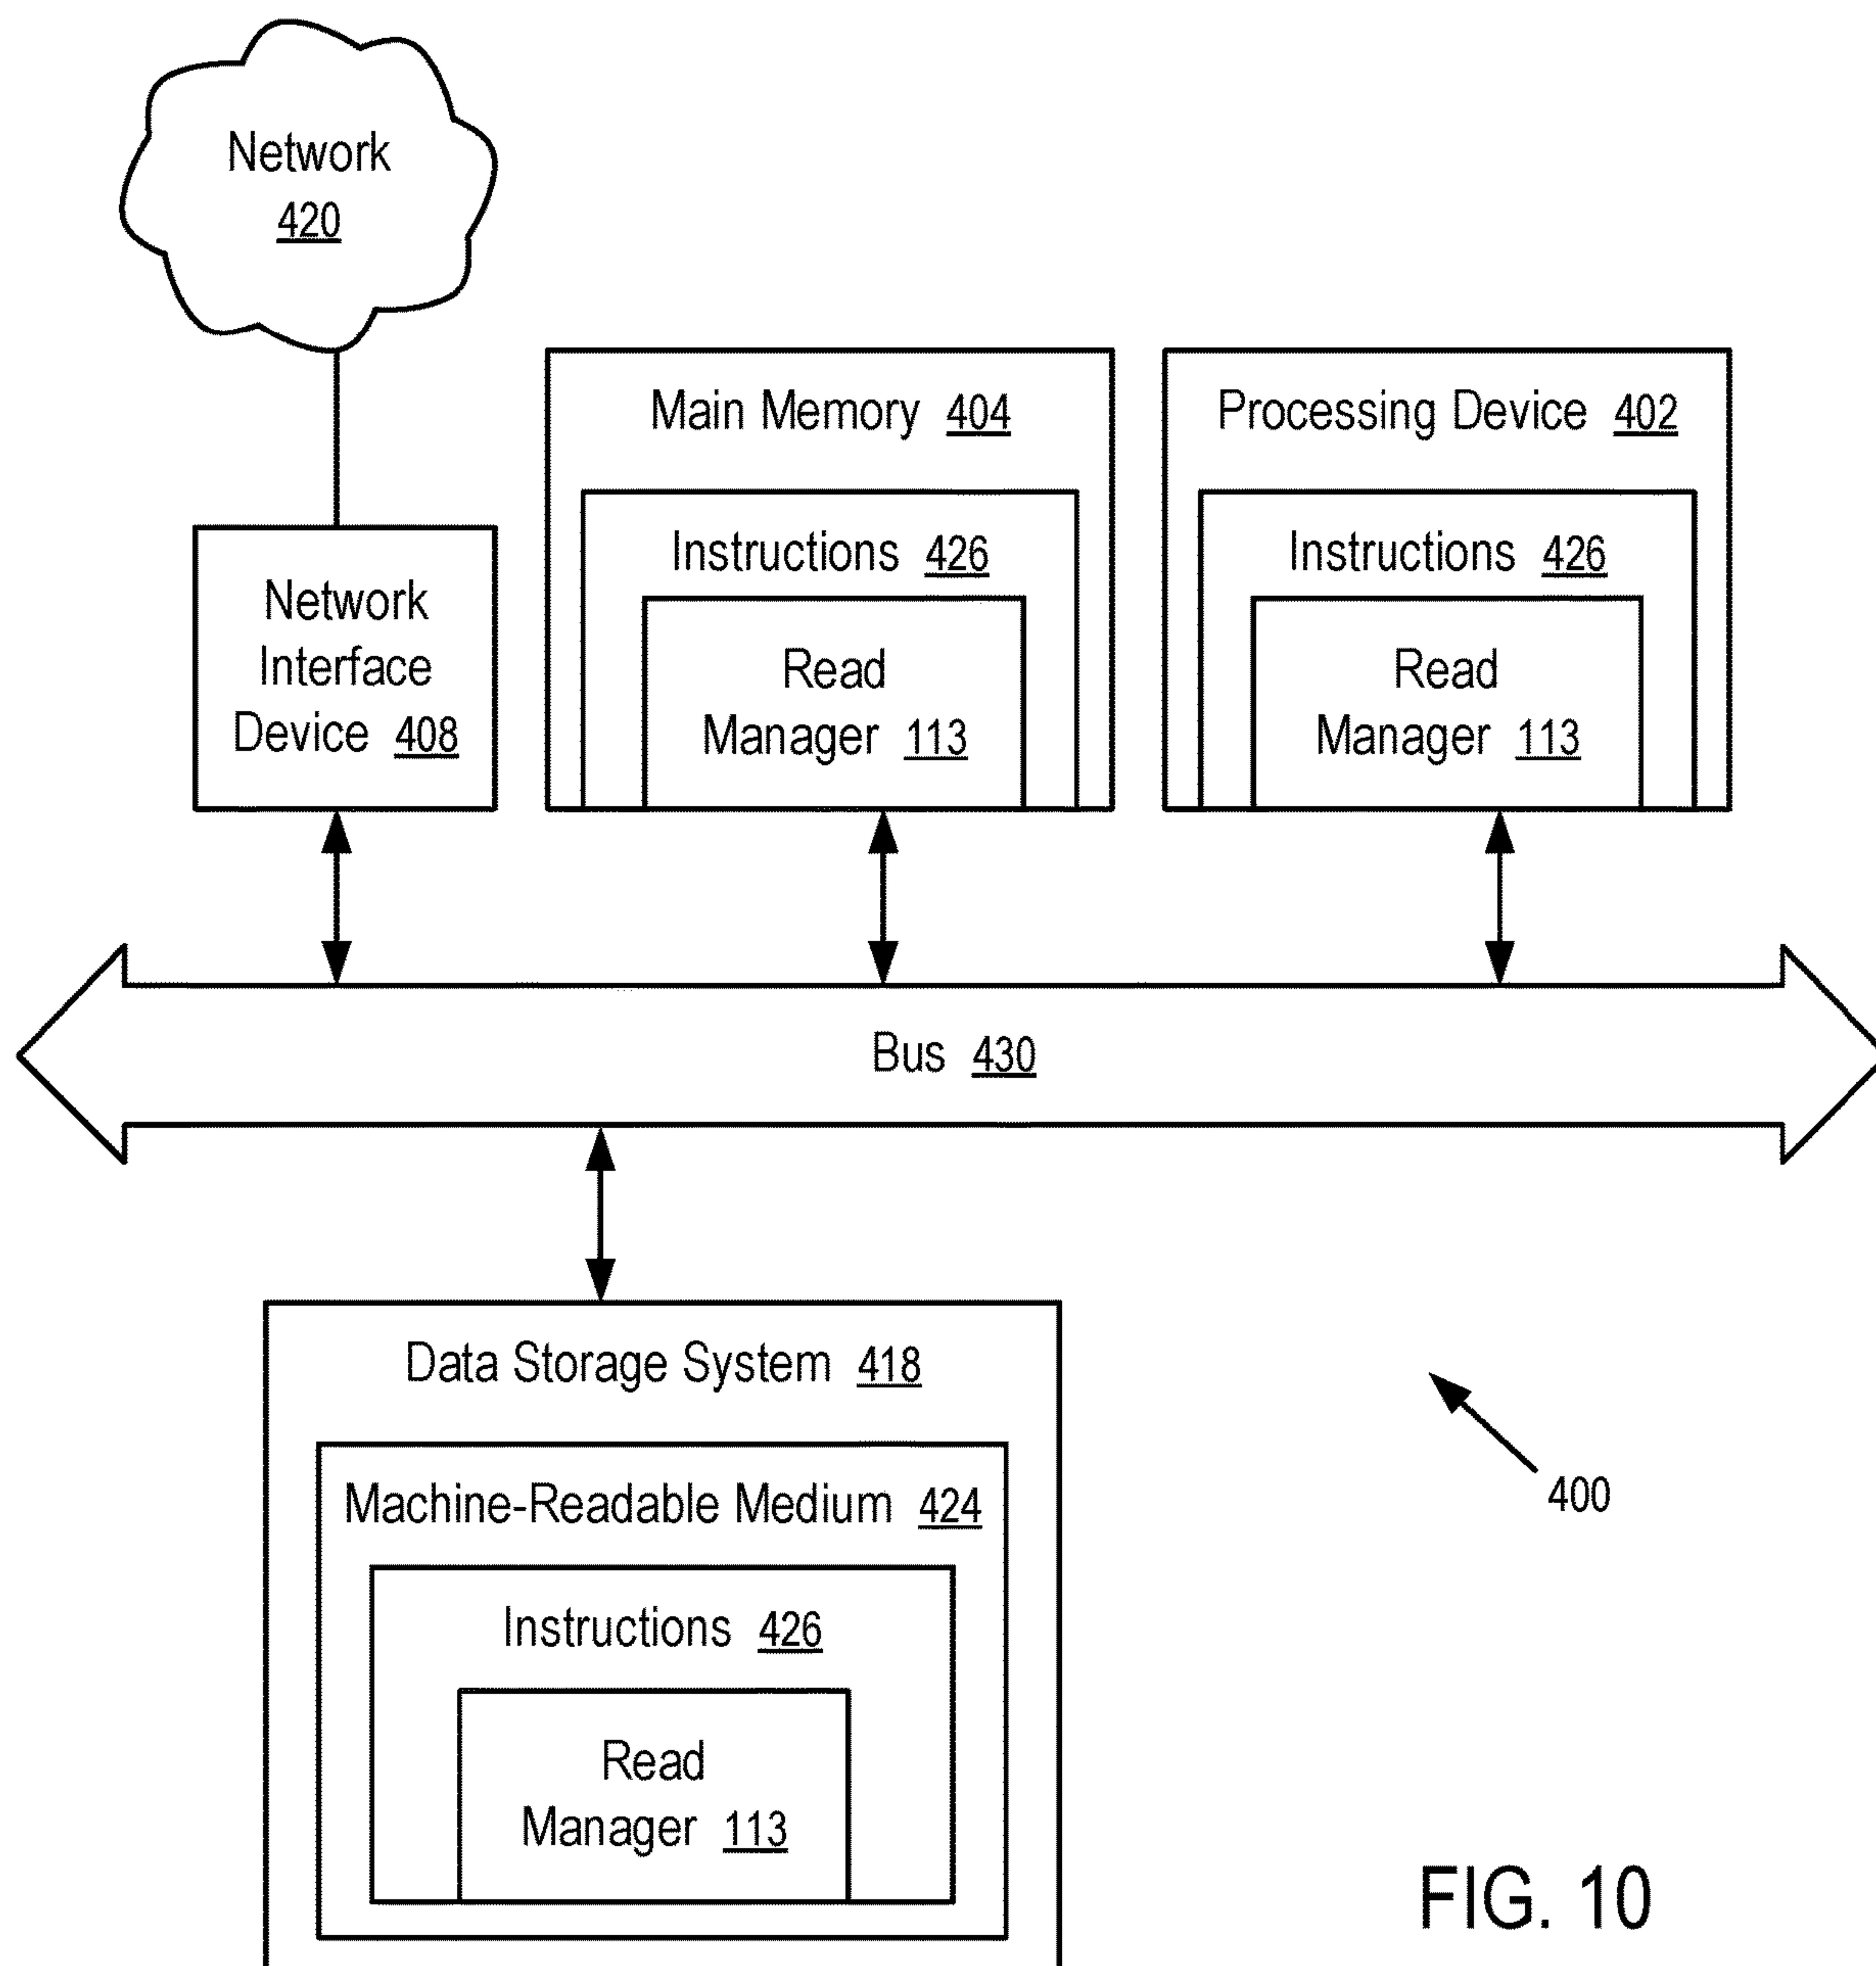 Network
420
Main Memory 404
Processing Device 402
Instructions 426
Instructions 426
Network
Interface
Device 408
Read
Manager 113
Read
Manager 113
Bus 430
Data Storage System 418
Machine-Readable Medium 424
Instructions 426
Read
Manager 113
400
FIG. 10